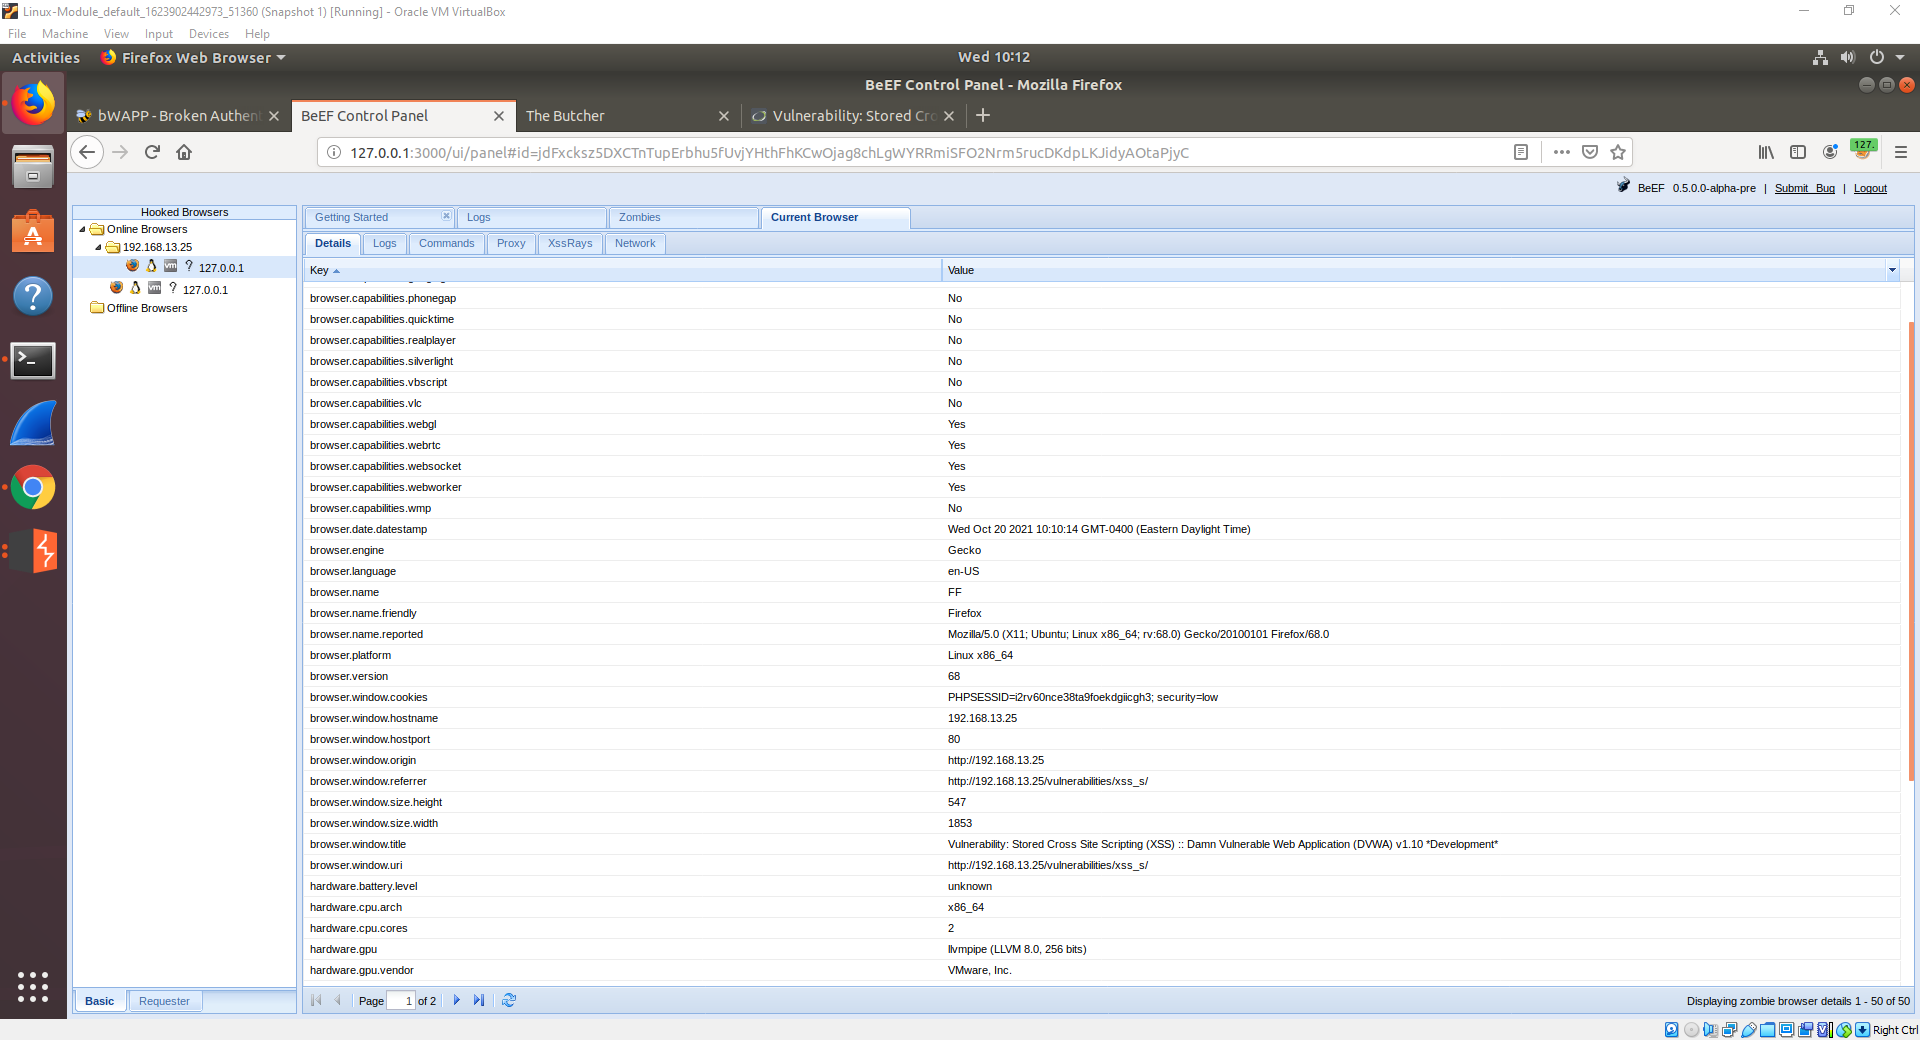 Linux-Module_default_1623902442973_51360 (Snapshot 1) [Running] - Oracle VM VirtualBox
File Machine View Input Devices Help
Activities Firefox Web Browser Wed 10:12
BeEF Control Panel - Mozilla Firefox
bWAPP - Broken Authent BeEF Control Panel The Butcher Vulnerability: Stored Cro
127.0.0.1:3000/ui/panel#id=jdFxcksz5DXCTnTupErbhu5fUvjYHthFhKCwOjag8chLgWYRRmiSFO2Nrm5rucDKdpLKJidyAOtaPjyC 127.
BeEF 0.5.0.0-alpha-pre | Submit Bug | Logout
Hooked Browsers
Online Browsers
192.168.13.25
127.0.0.1
127.0.0.1
Offline Browsers
Basic Requester
Getting Started Logs Zombies Current Browser
Details Logs Commands Proxy XssRays Network
Key Value
browser.capabilities.phonegap No
browser.capabilities.quicktime No
browser.capabilities.realplayer No
browser.capabilities.silverlight No
browser.capabilities.vbscript No
browser.capabilities.vlc No
browser.capabilities.webgl Yes
browser.capabilities.webrtc Yes
browser.capabilities.websocket Yes
browser.capabilities.webworker Yes
browser.capabilities.wmp No
browser.date.datestamp Wed Oct 20 2021 10:10:14 GMT-0400 (Eastern Daylight Time)
browser.engine Gecko
browser.language en-US
browser.name FF
browser.name.friendly Firefox
browser.name.reported Mozilla/5.0 (X11; Ubuntu; Linux x86_64; rv:68.0) Gecko/20100101 Firefox/68.0
browser.platform Linux x86_64
browser.version 68
browser.window.cookies PHPSESSID=i2rv60nce38ta9foekdgiicgh3; security=low
browser.window.hostname 192.168.13.25
browser.window.hostport 80
browser.window.origin http://192.168.13.25
browser.window.referrer http://192.168.13.25/vulnerabilities/xss_s/
browser.window.size.height 547
browser.window.size.width 1853
browser.window.title Vulnerability: Stored Cross Site Scripting (XSS) :: Damn Vulnerable Web Application (DVWA) v1.10 *Development*
browser.window.uri http://192.168.13.25/vulnerabilities/xss_s/
hardware.battery.level unknown
hardware.cpu.arch x86_64
hardware.cpu.cores 2
hardware.gpu llvmpipe (LLVM 8.0, 256 bits)
hardware.gpu.vendor VMware, Inc.
Page 1 of 2 Displaying zombie browser details 1 - 50 of 50
Right Ctrl